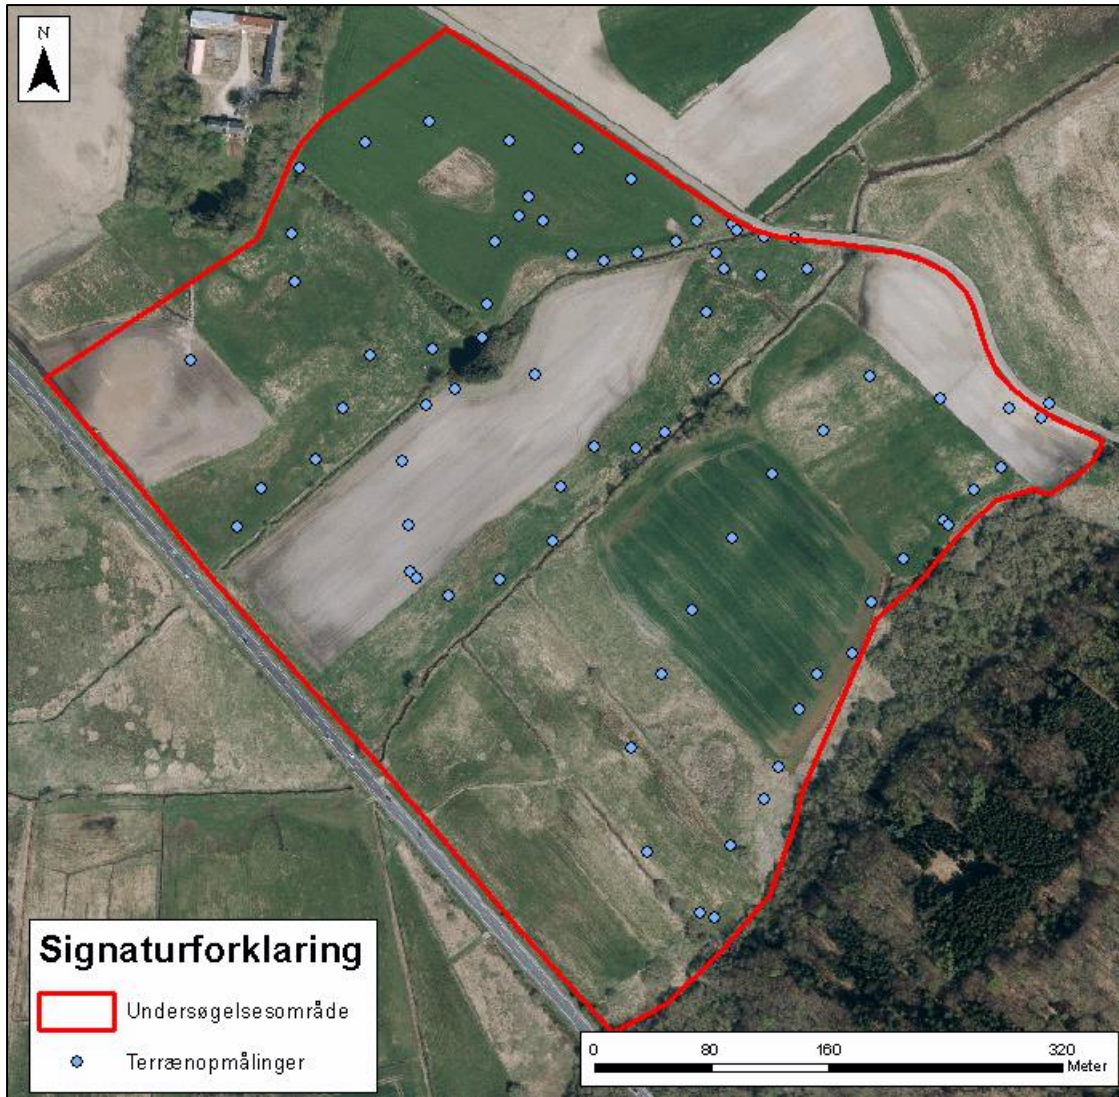 N
Signaturforklaring
Undersøgelsesområde
Terrænopmålinger
0 80 160 320
Meter